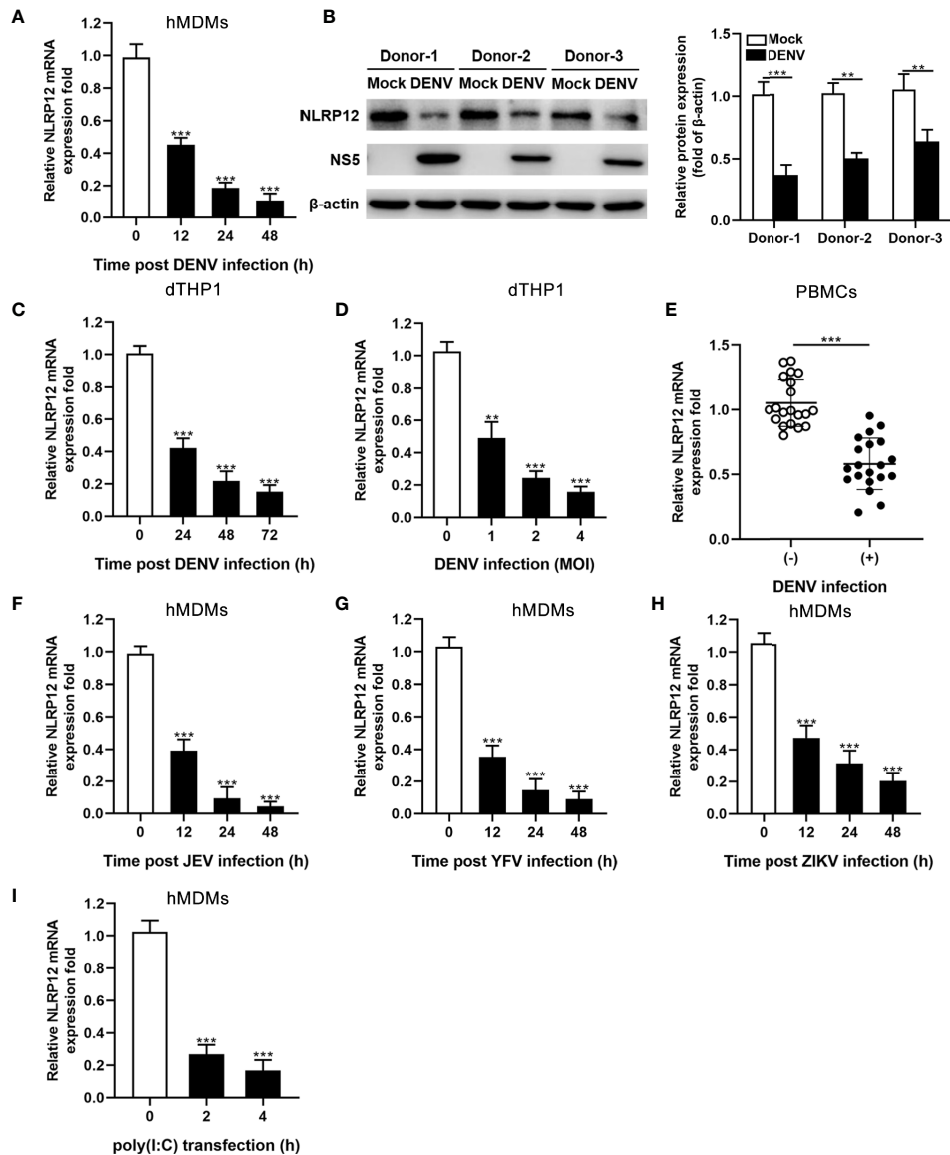 A
hMDMs
Relative NLRP12 mRNA
expression fold
1.2
1.0
0.8
0.6
0.4
0.2
0.0
***
***
***
0 12 24 48
Time post DENV infection (h)
B
Donor-1 Donor-2 Donor-3
Mock DENV Mock DENV Mock DENV
NLRP12
NS5
β-actin
Relative protein expression
(fold of β-actin)
1.5
1.0
0.5
0.0
Mock
DENV
***
**
**
Donor-1 Donor-2 Donor-3
C
dTHP1
Relative NLRP12 mRNA
expression fold
1.2
1.0
0.8
0.6
0.4
0.2
0.0
***
***
***
0 24 48 72
Time post DENV infection (h)
D
dTHP1
Relative NLRP12 mRNA
expression fold
1.2
1.0
0.8
0.6
0.4
0.2
0.0
**
***
***
0 1 2 4
DENV infection (MOI)
E
PBMCs
Relative NLRP12 mRNA
expression fold
1.5
1.0
0.5
0.0
***
(-) (+)
DENV infection
F
hMDMs
Relative NLRP12 mRNA
expression fold
1.2
1.0
0.8
0.6
0.4
0.2
0.0
***
***
***
0 12 24 48
Time post JEV infection (h)
G
hMDMs
Relative NLRP12 mRNA
expression fold
1.2
1.0
0.8
0.6
0.4
0.2
0.0
***
***
***
0 12 24 48
Time post YFV infection (h)
H
hMDMs
Relative NLRP12 mRNA
expression fold
1.2
1.0
0.8
0.6
0.4
0.2
0.0
***
***
***
0 12 24 48
Time post ZIKV infection (h)
I
hMDMs
Relative NLRP12 mRNA
expression fold
1.2
1.0
0.8
0.6
0.4
0.2
0.0
***
***
0 2 4
poly(I:C) transfection (h)